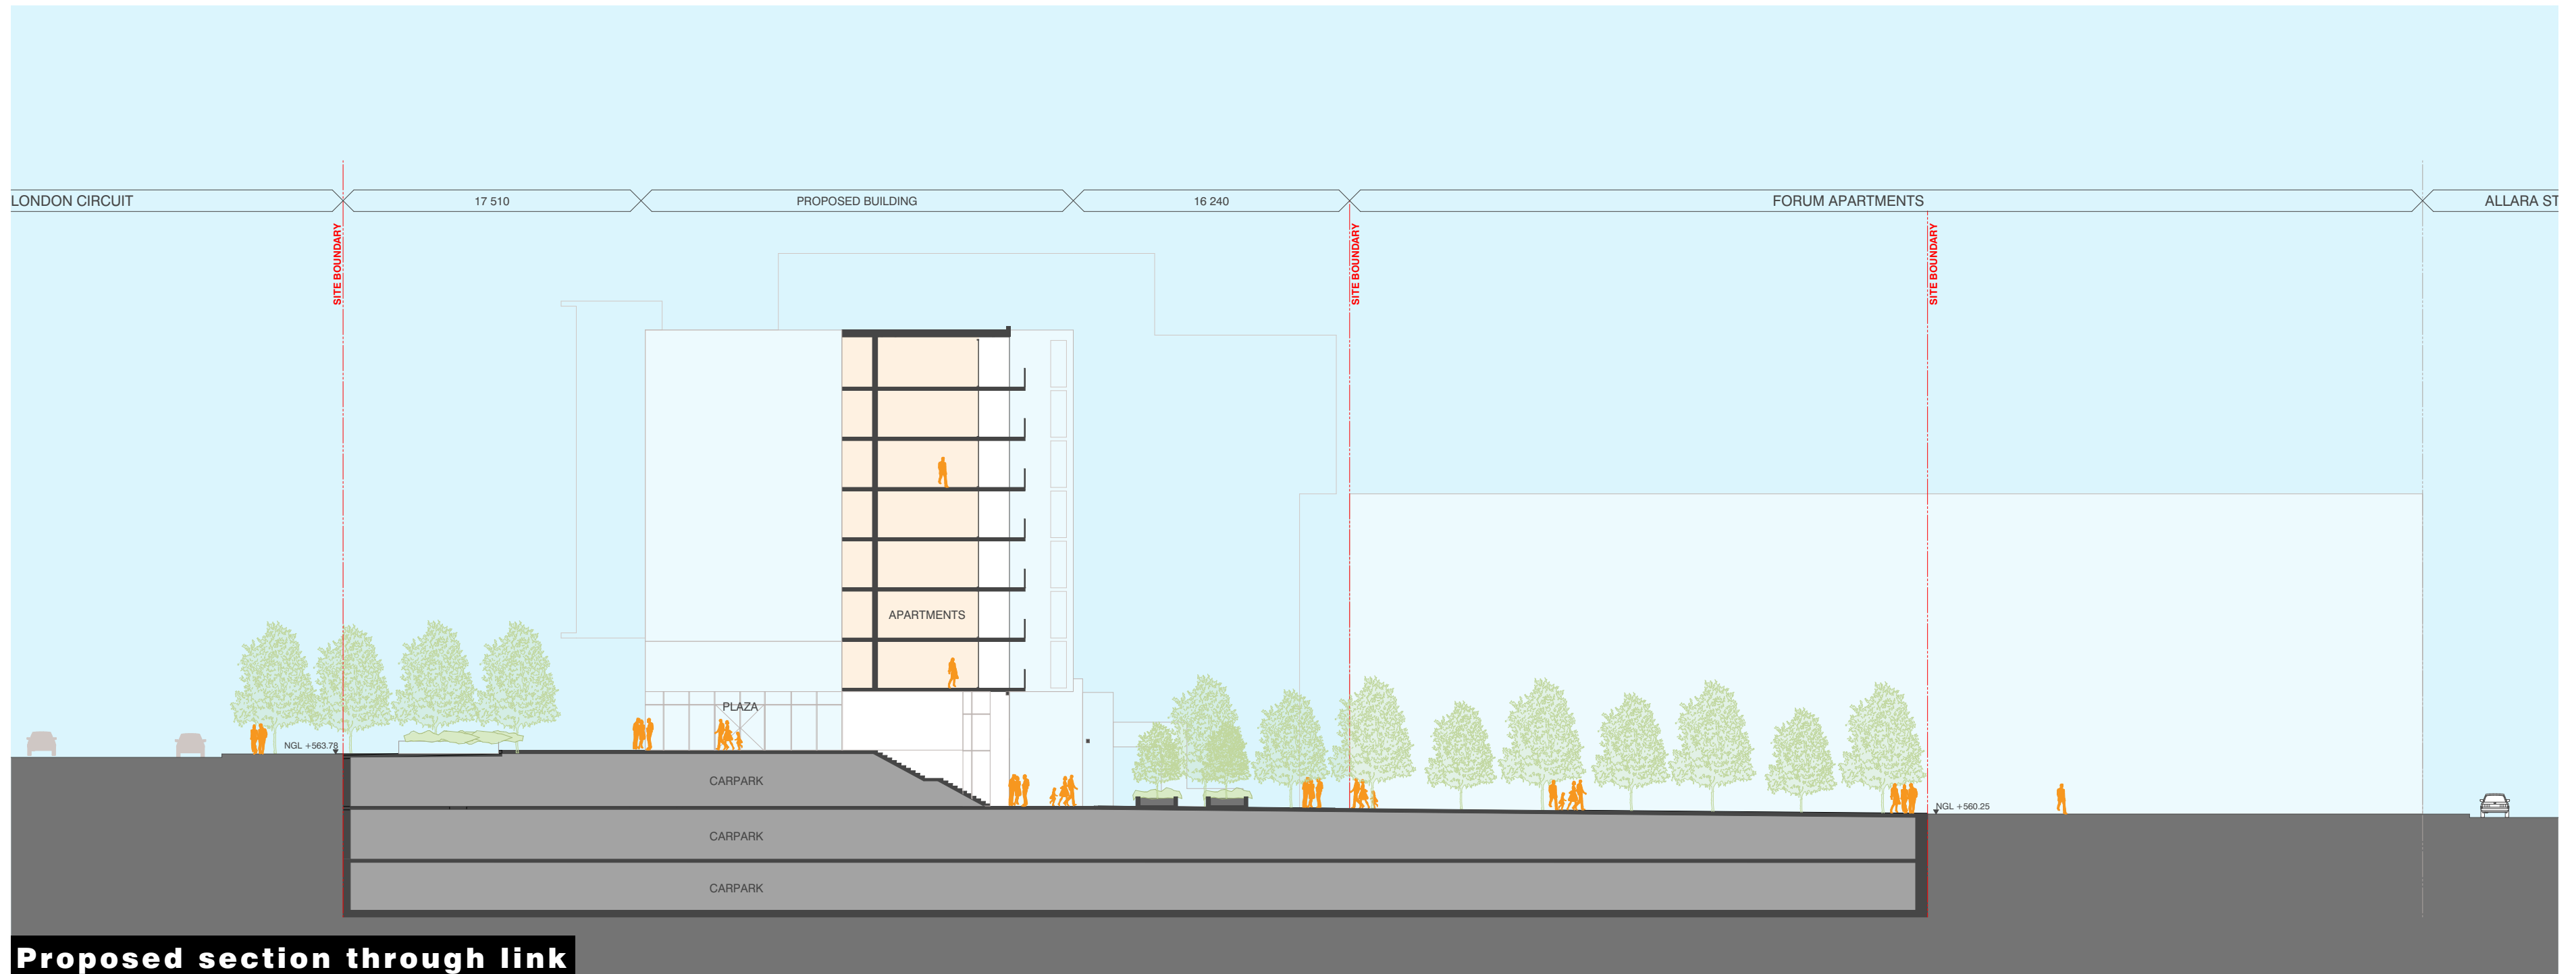 LONDON CIRCUIT
17 510
PROPOSED BUILDING
16 240
FORUM APARTMENTS
ALLARA ST
SITE BOUNDARY
SITE BOUNDARY
SITE BOUNDARY
APARTMENTS
PLAZA
NGL +563.78
CARPARK
NGL +560.25
CARPARK
CARPARK
Proposed section through link